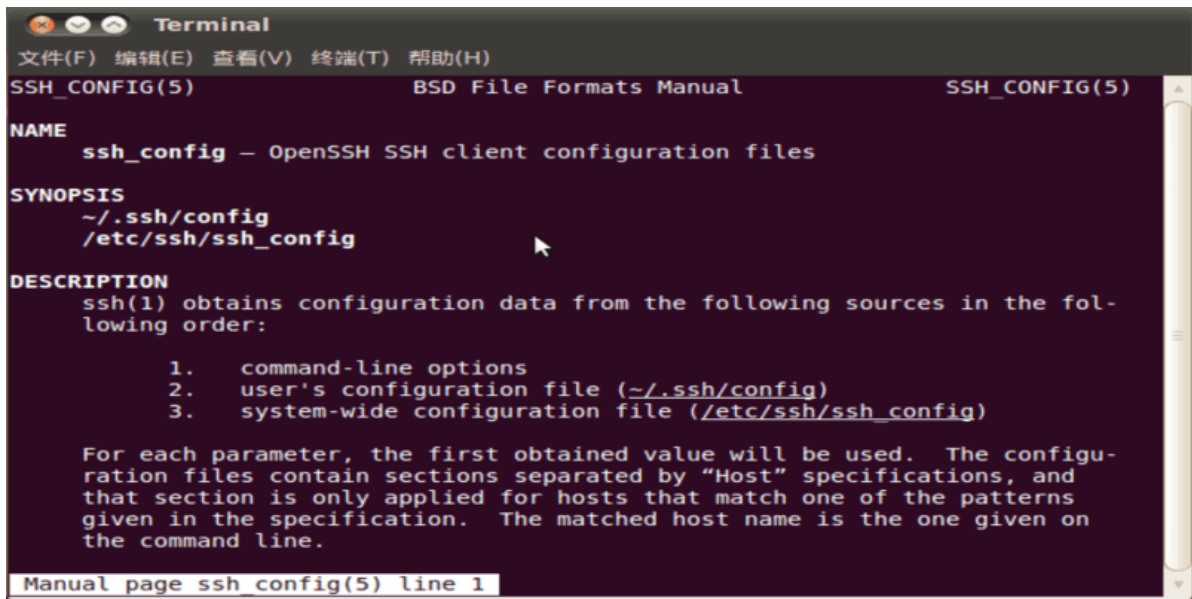 Terminal
文件(F) 编辑(E) 查看(V) 终端(T) 帮助(H)
SSH_CONFIG(5) BSD File Formats Manual SSH_CONFIG(5)
NAME
ssh_config — OpenSSH SSH client configuration files
SYNOPSIS
~/.ssh/config
/etc/ssh/ssh_config
DESCRIPTION
ssh(1) obtains configuration data from the following sources in the fol-
lowing order:
1. command-line options
2. user's configuration file (~/.ssh/config)
3. system-wide configuration file (/etc/ssh/ssh_config)
For each parameter, the first obtained value will be used. The configu-
ration files contain sections separated by “Host” specifications, and
that section is only applied for hosts that match one of the patterns
given in the specification. The matched host name is the one given on
the command line.
Manual page ssh_config(5) line 1